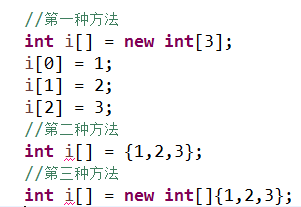 //第一种方法
int i[] = new int[3];
i[0] = 1;
i[1] = 2;
i[2] = 3;
//第二种方法
int i[] = {1,2,3};
//第三种方法
int i[] = new int[]{1,2,3};